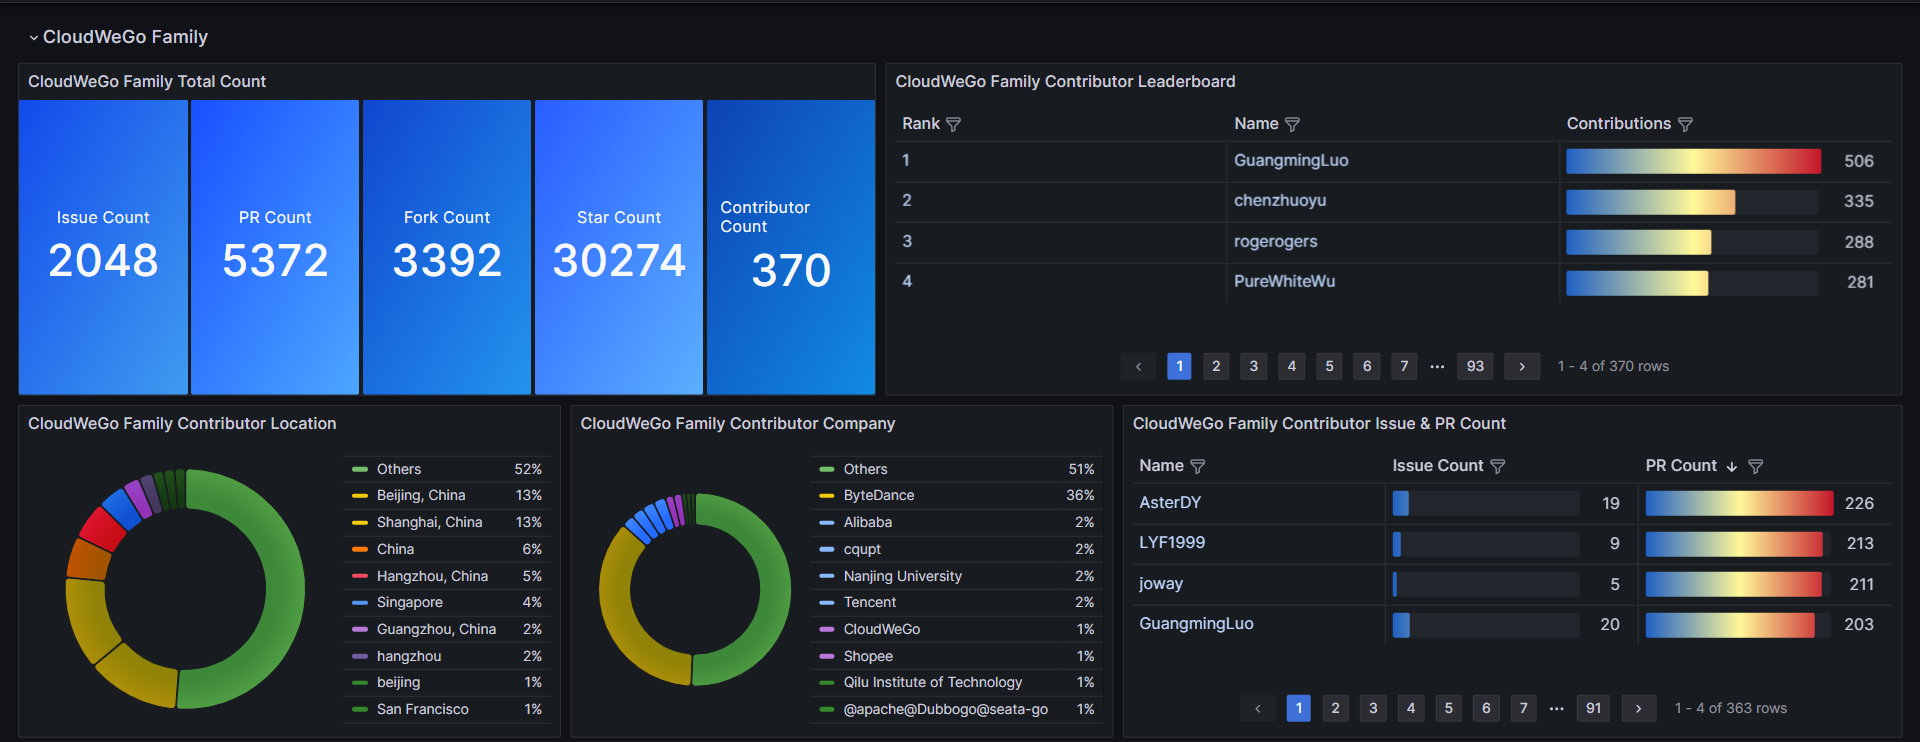 CloudWeGo Family
CloudWeGo Family Total Count
Issue Count
2048
PR Count
5372
Fork Count
3392
Star Count
30274
Contributor
Count
370
CloudWeGo Family Contributor Leaderboard
Rank Name Contributions
1 GuangmingLuo 506
2 chenzhuoyu 335
3 rogerogers 288
4 PureWhiteWu 281
‹ 1 2 3 4 5 6 7 ··· 93 › 1 - 4 of 370 rows
CloudWeGo Family Contributor Location
Others 52%
Beijing, China 13%
Shanghai, China 13%
China 6%
Hangzhou, China 5%
Singapore 4%
Guangzhou, China 2%
hangzhou 2%
beijing 1%
San Francisco 1%
CloudWeGo Family Contributor Company
Others 51%
ByteDance 36%
Alibaba 2%
cqupt 2%
Nanjing University 2%
Tencent 2%
CloudWeGo 1%
Shopee 1%
Qilu Institute of Technology 1%
@apache@Dubbogo@seata-go 1%
CloudWeGo Family Contributor Issue & PR Count
Name Issue Count PR Count ↓
AsterDY 19 226
LYF1999 9 213
joway 5 211
GuangmingLuo 20 203
‹ 1 2 3 4 5 6 7 ··· 91 › 1 - 4 of 363 rows